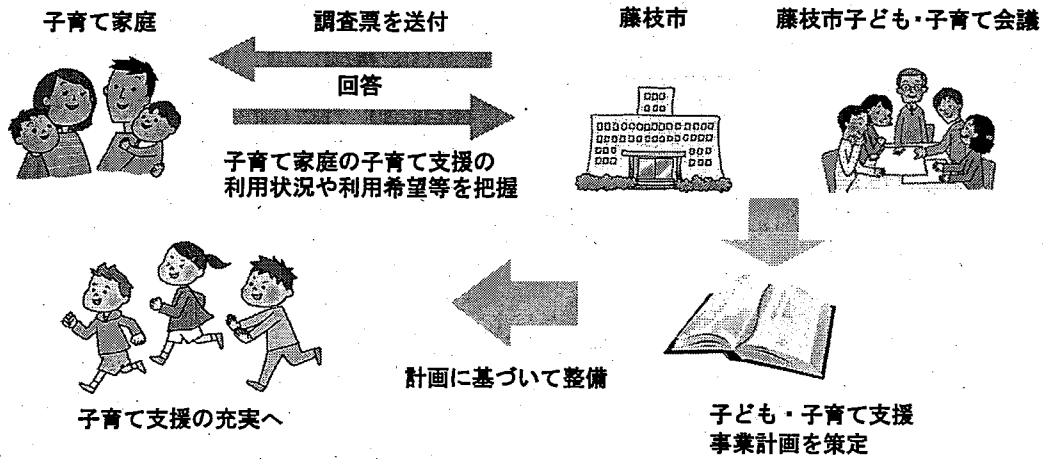 子育て家庭
調査票を送付
藤枝市
藤枝市子ども・子育て会議
回答
子育て家庭の子育て支援の
利用状況や利用希望等を把握
計画に基づいて整備
子育て支援の充実へ
子ども・子育て支援
事業計画を策定